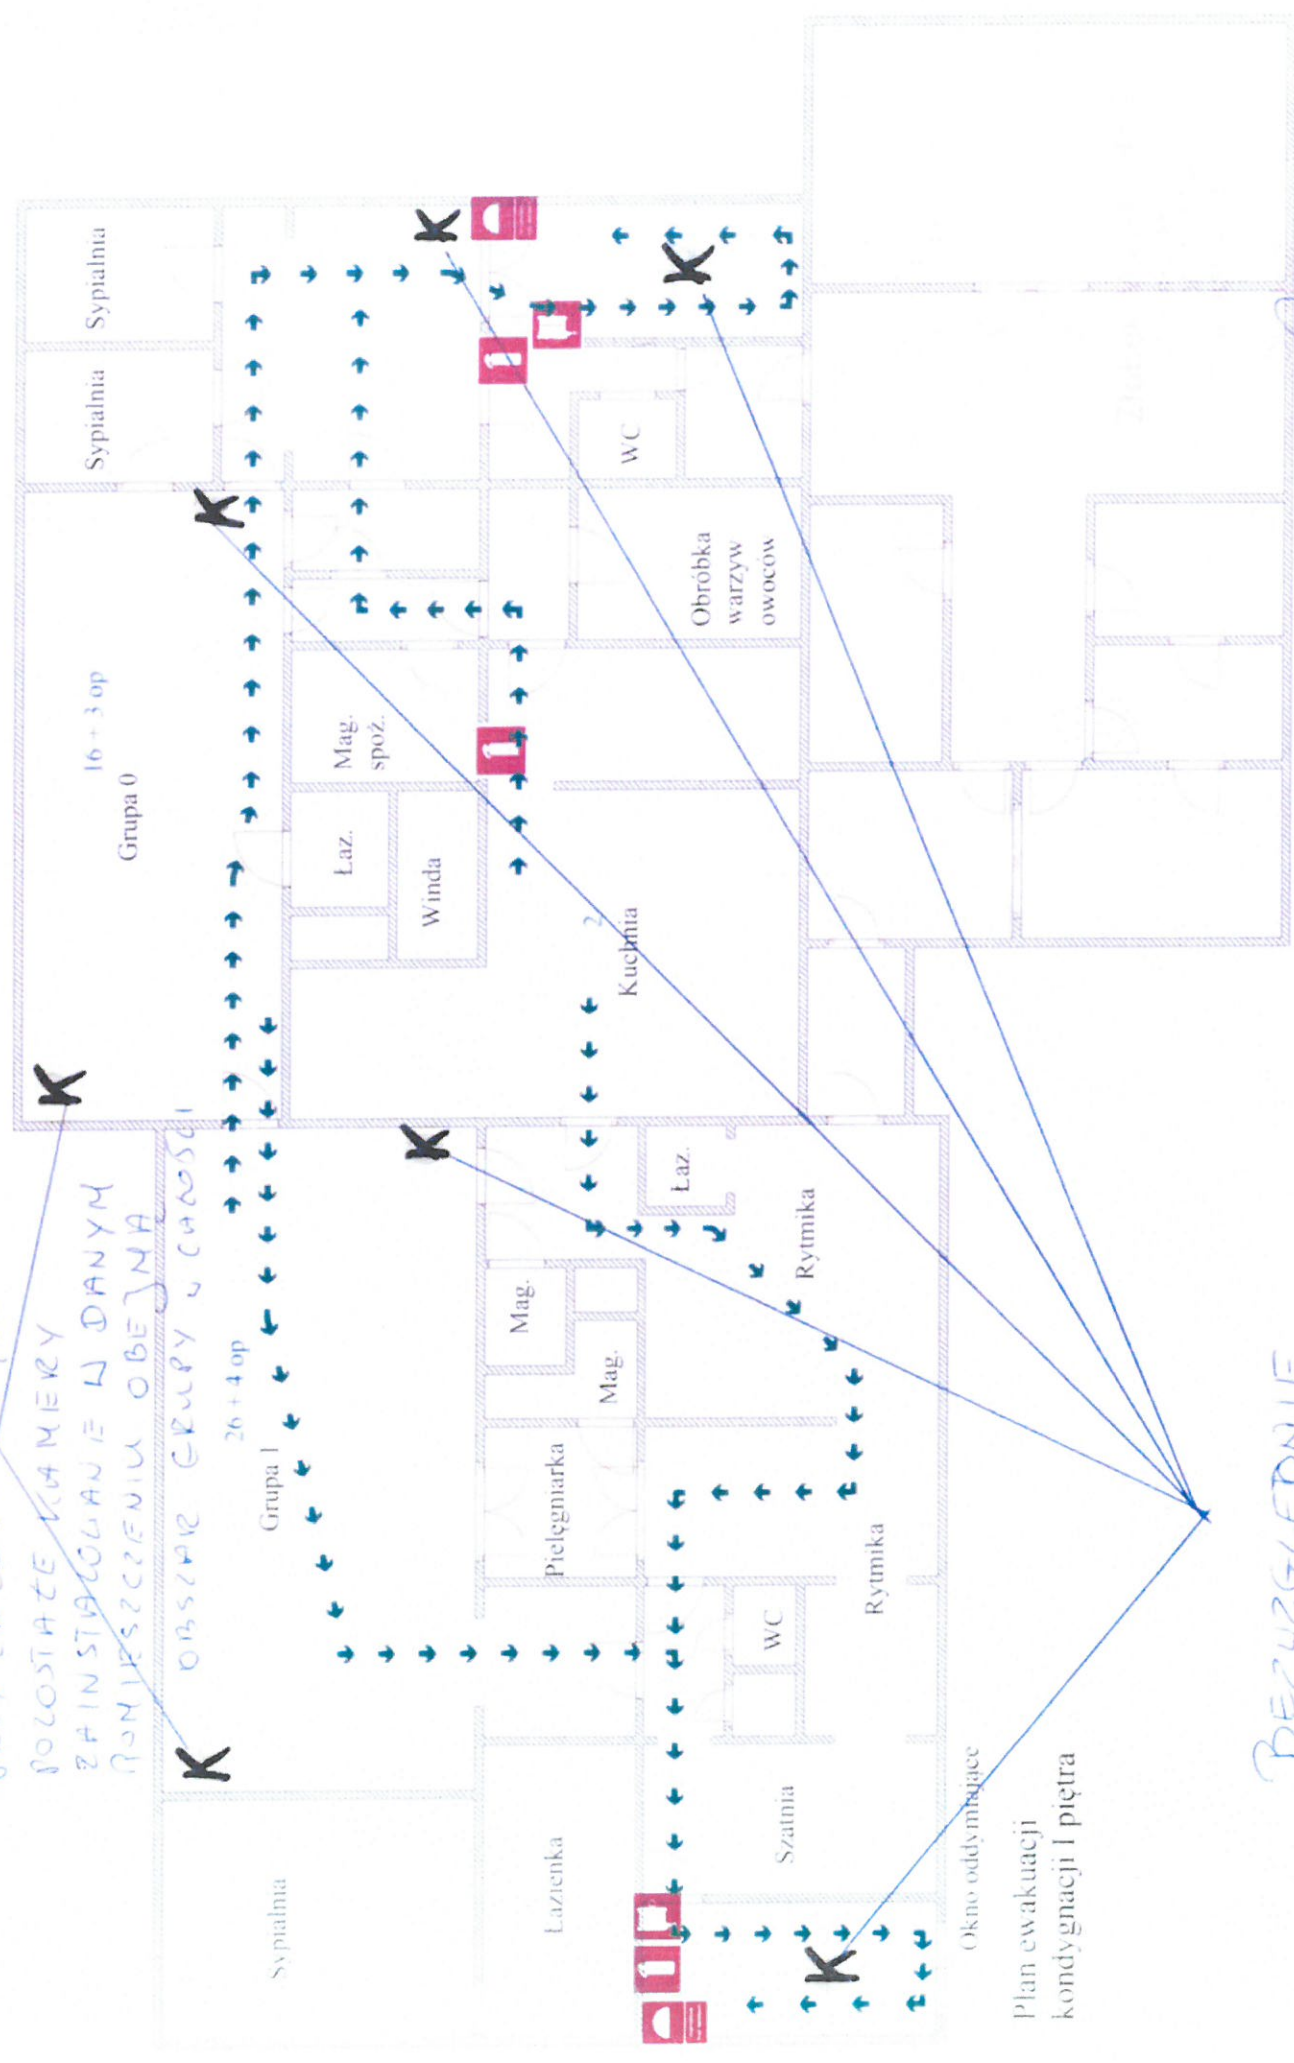 POZOSTAŁE KAMERY
ZAINSTALOWANE W DANYM
POMIESZCZENIU OBEJMĄ
OBSZAR GRUPY W CAŁOŚCI
K
K
K
Sypialnia
Sypialnia
16 + 3 op
Grupa 0
26 + 4 op
Grupa 1
Sypialnia
Mag.
spoż.
Łaz.
Winda
K
K
Mag.
Mag.
Pielęgniarka
Łazienka
WC
2
Kuchnia
Łaz.
K
Obróbka
warzyw
owoców
Rytmika
Rytmika
WC
Szatnia
K
Okno oddymiające
Plan ewakuacji
kondygnacji I piętra
BEZWZGLĘDNIE